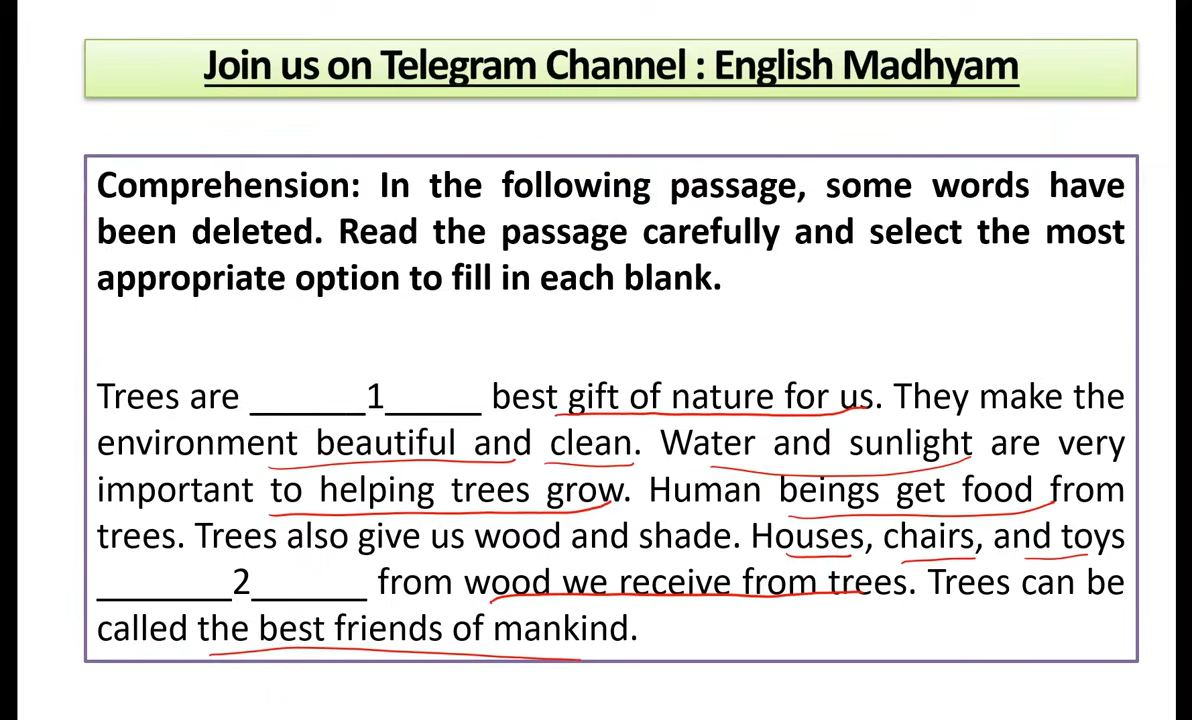 Join us on Telegram Channel : English Madhyam
Comprehension: In the following passage, some words have
been deleted. Read the passage carefully and select the most
appropriate option to fill in each blank.
Trees are ______1_____ best gift of nature for us. They make the
environment beautiful and clean. Water and sunlight are very
important to helping trees grow. Human beings get food from
trees. Trees also give us wood and shade. Houses, chairs, and toys
_______2______ from wood we receive from trees. Trees can be
called the best friends of mankind.